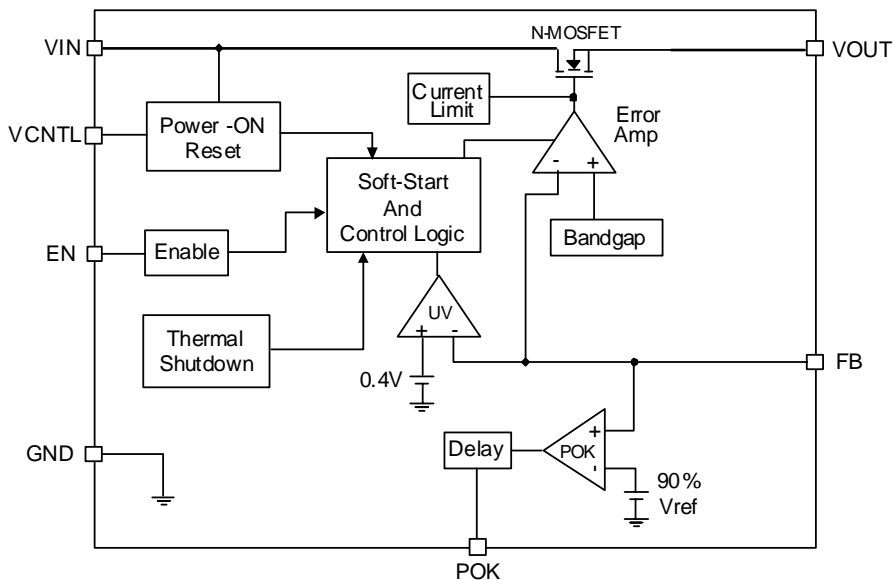 N-MOSFET
VIN
VOUT
Current
Limit
Error
Amp
VCNTL
Power -ON
Reset
- +
Soft-Start
And
Control Logic
Bandgap
EN
Enable
UV
+ -
Thermal
Shutdown
0.4V
FB
GND
Delay
+
POK
-
90%
Vref
POK